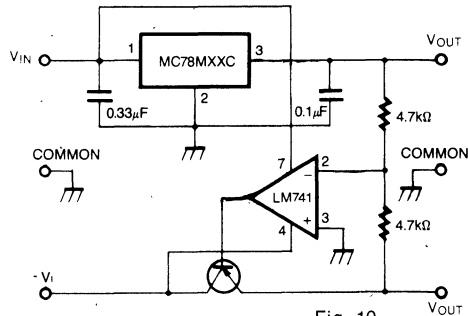 VIN
1
MC78MXXC
3
VOUT
2
0.33μF
0.1μF
4.7kΩ
COMMON
COMMON
7
2
−
LM741
+
3
4
4.7kΩ
- VI
VOUT
Fig. 10